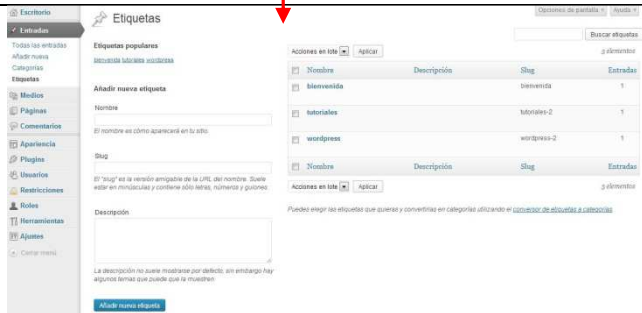 Escritorio
Entradas
Todas las entradas
Añadir nueva
Categorías
Etiquetas
Medios
Páginas
Comentarios
Apariencia
Plugins
Usuarios
Restricciones
Roles
Herramientas
Ajustes
Cerrar menú
Opciones de pantalla
Ayuda
Etiquetas
Buscar etiquetas
Etiquetas populares
bienvenida tutoriales wordpress
Añadir nueva etiqueta
Nombre
El nombre es cómo aparecerá en tu sitio.
Slug
El "slug" es la versión amigable de la URL del nombre. Suele
estar en minúsculas y contiene sólo letras, números y guiones.
Descripción
La descripción no suele mostrarse por defecto, sin embargo hay
algunos temas que puede que la muestren.
Añadir nueva etiqueta
Acciones en lote Aplicar 3 elementos
Nombre Descripción Slug Entradas
bienvenida bienvenida 1
tutoriales tutoriales-2 1
wordpress wordpress-2 1
Nombre Descripción Slug Entradas
Acciones en lote Aplicar 3 elementos
Puedes elegir las etiquetas que quieras y convertirlas en categorías utilizando el conversor de etiquetas a categorías.